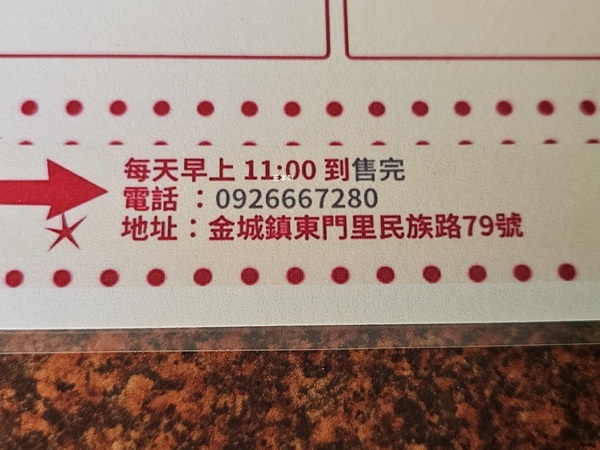 每天早上 11:00 到售完
電話 ：0926667280
地址：金城鎮東門里民族路79號